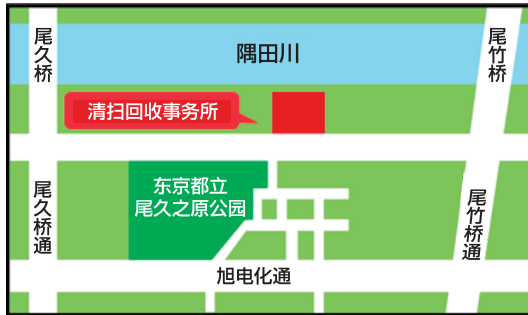 尾久桥
隅田川
尾竹桥
清扫回收事务所
尾久桥通
东京都立
尾久之原公园
尾竹桥通
旭电化通